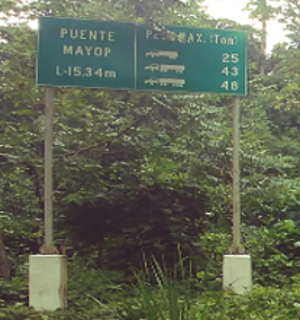 PUENTE
MAYOP
L-15.34m
MAX. (Ton)
25
43
48